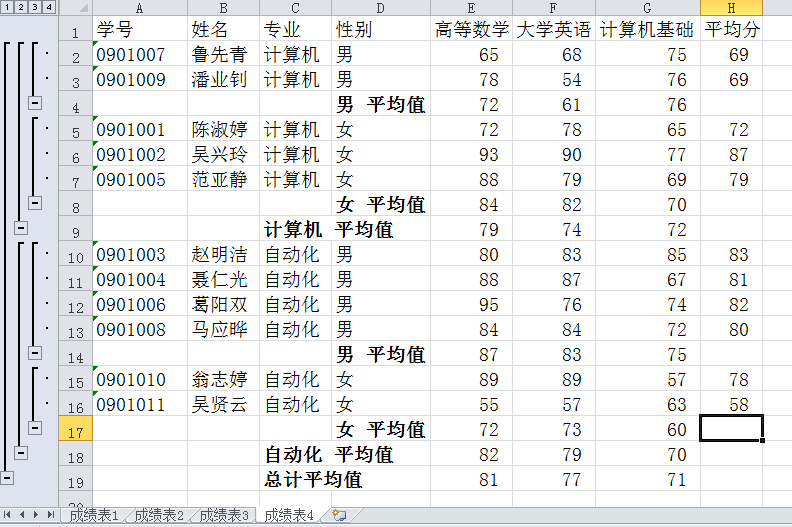 1 2 3 4 A B C D E F G H
1 学号 姓名 专业 性别 高等数学 大学英语 计算机基础 平均分
2 0901007 鲁先青 计算机 男 65 68 75 69
3 0901009 潘业钊 计算机 男 78 54 76 69
4 男 平均值 72 61 76
5 0901001 陈淑婷 计算机 女 72 78 65 72
6 0901002 吴兴玲 计算机 女 93 90 77 87
7 0901005 范亚静 计算机 女 88 79 69 79
8 女 平均值 84 82 70
9 计算机 平均值 79 74 72
10 0901003 赵明洁 自动化 男 80 83 85 83
11 0901004 聂仁光 自动化 男 88 87 67 81
12 0901006 葛阳双 自动化 男 95 76 74 82
13 0901008 马应晔 自动化 男 84 84 72 80
14 男 平均值 87 83 75
15 0901010 翁志婷 自动化 女 89 89 57 78
16 0901011 吴贤云 自动化 女 55 57 63 58
17 女 平均值 72 73 60
18 自动化 平均值 82 79 70
19 总计平均值 81 77 71
成绩表1 成绩表2 成绩表3 成绩表4